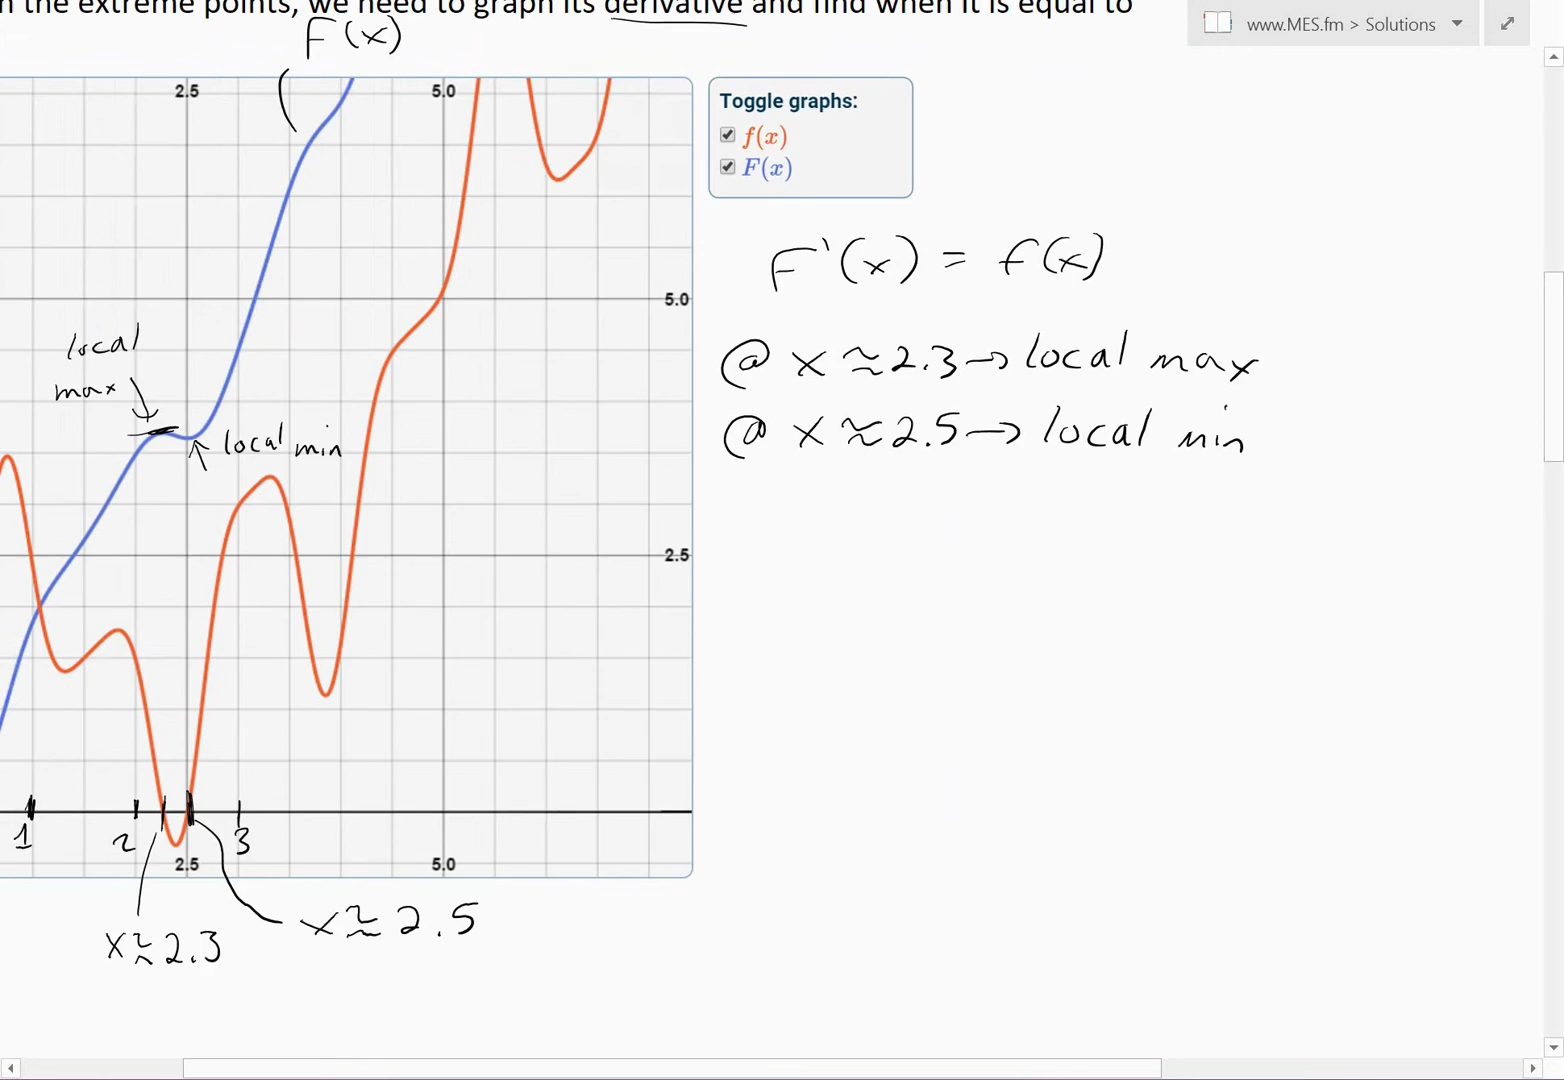 n the extreme points, we need to graph its derivative and find when it is equal to
www.MES.fm > Solutions
F(x)
2.5 5.0
Toggle graphs:
f(x)
F(x)
F'(x) = f(x)
5.0
local
max
@ x ≈ 2.3 → local max
@ x ≈ 2.5 → local min
local min
2.5
1 2 3
2.5 5.0
x ≈ 2.3
x ≈ 2.5